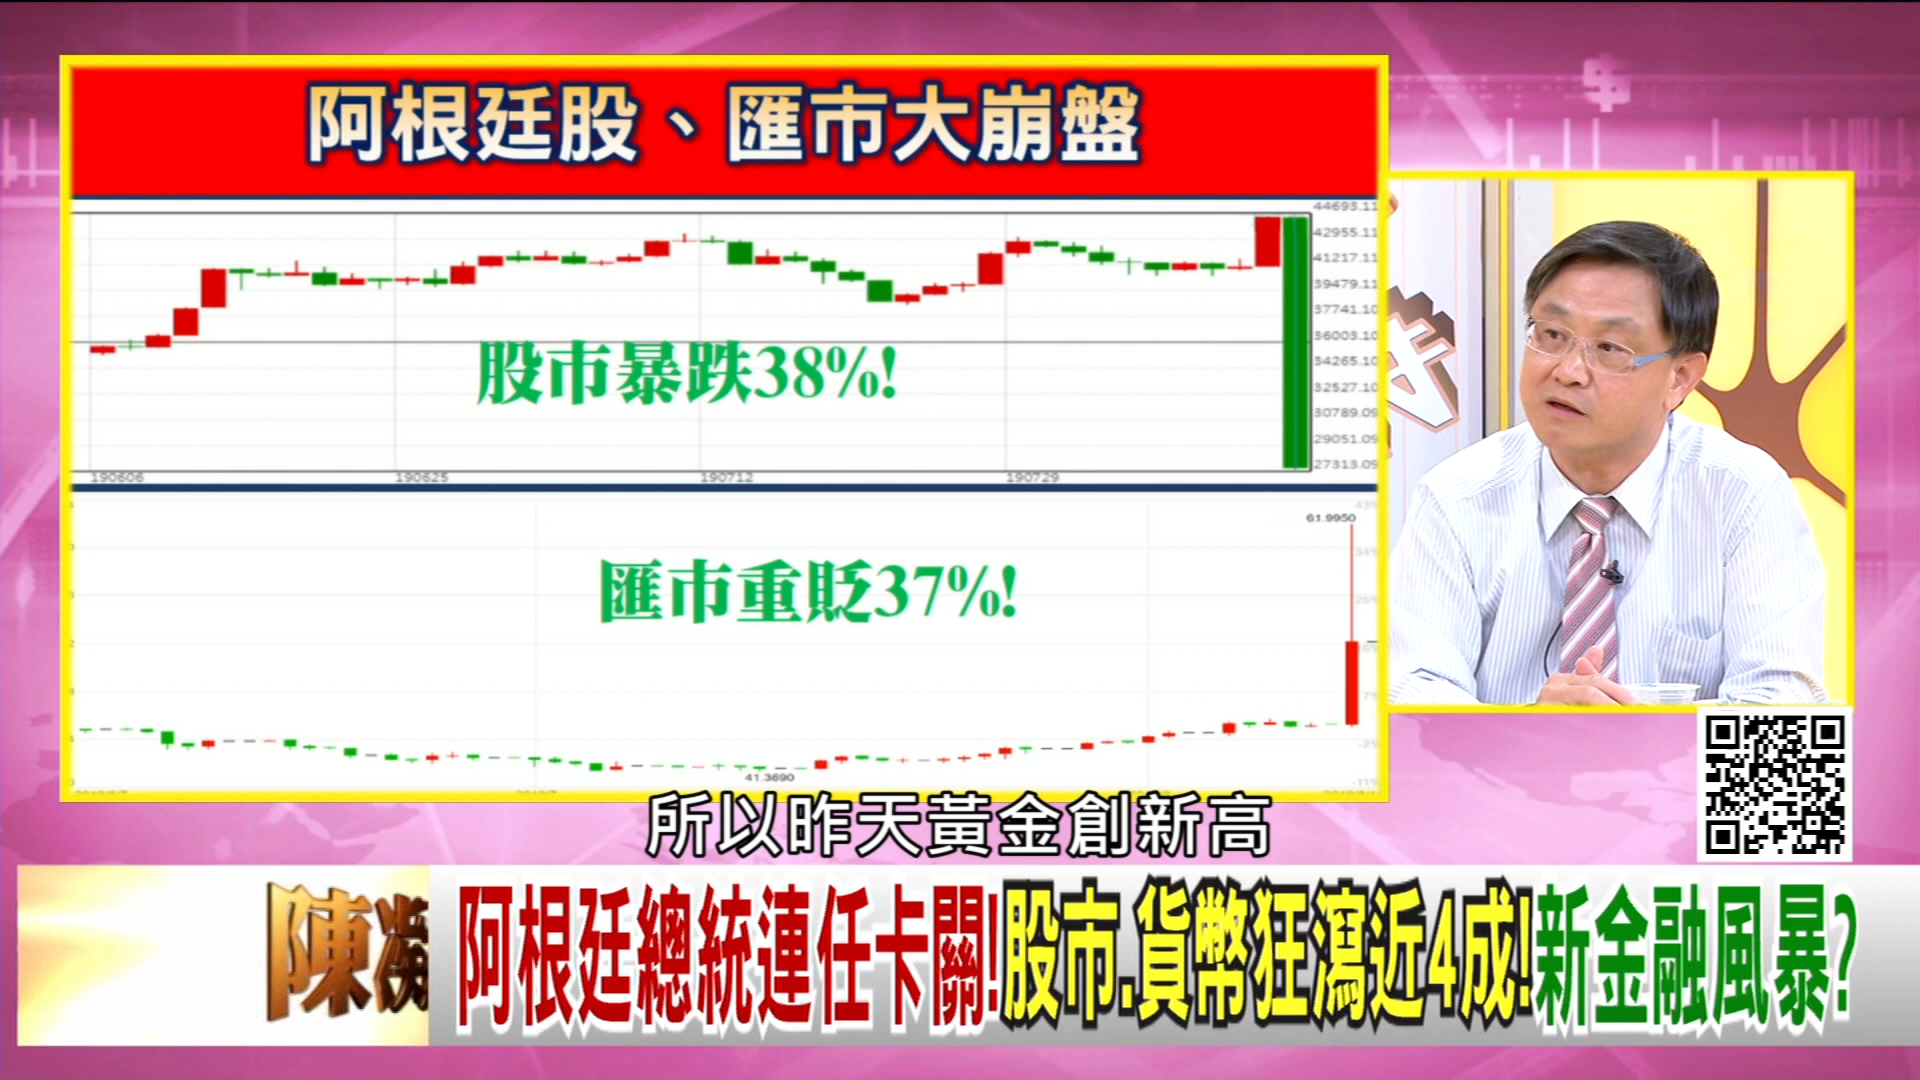 阿根廷股、匯市大崩盤
44693.11
42955.11
41217.11
39479.11
37741.10
36003.10
34265.10
32527.10
30789.09
29051.09
27313.09
股市暴跌38%!
190606 190625 190712 190729
61.9950
匯市重貶37%!
41.3690
所以昨天黃金創新高
陳
阿根廷總統連任卡關!股市.貨幣狂瀉近4成!新金融風暴?